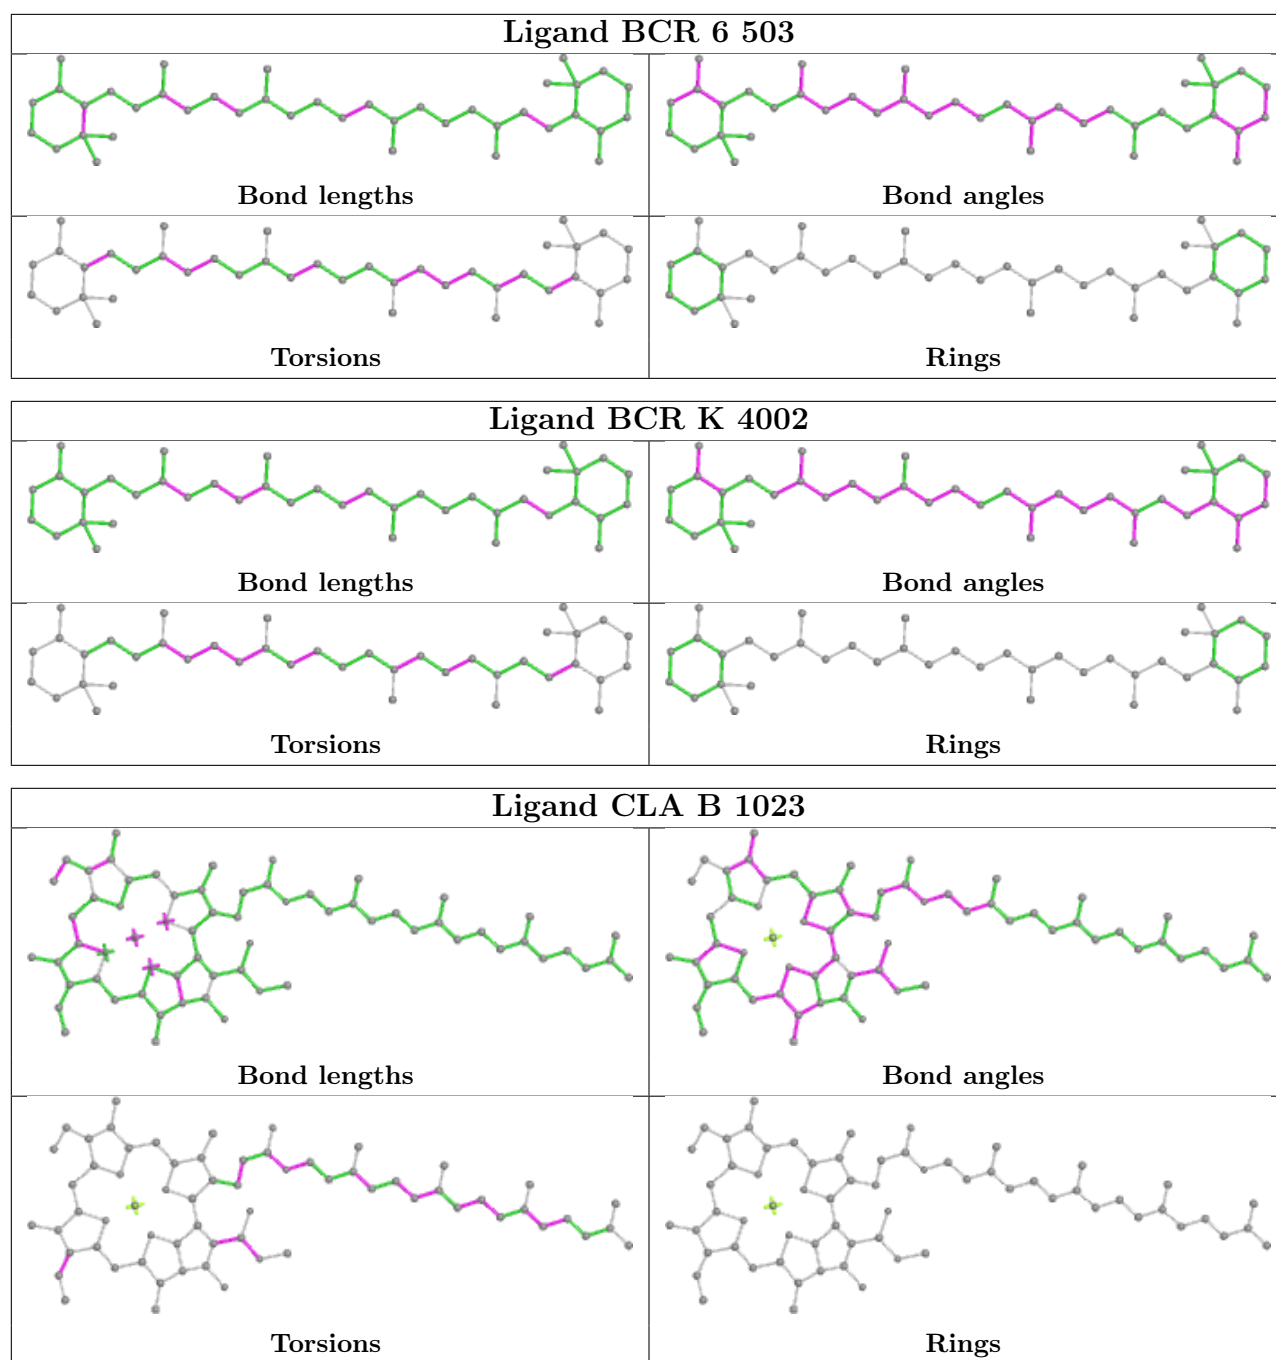 Ligand BCR 6 503
Bond lengths
Bond angles
Torsions
Rings
Ligand BCR K 4002
Bond lengths
Bond angles
Torsions
Rings
Ligand CLA B 1023
Bond lengths
Bond angles
Torsions
Rings